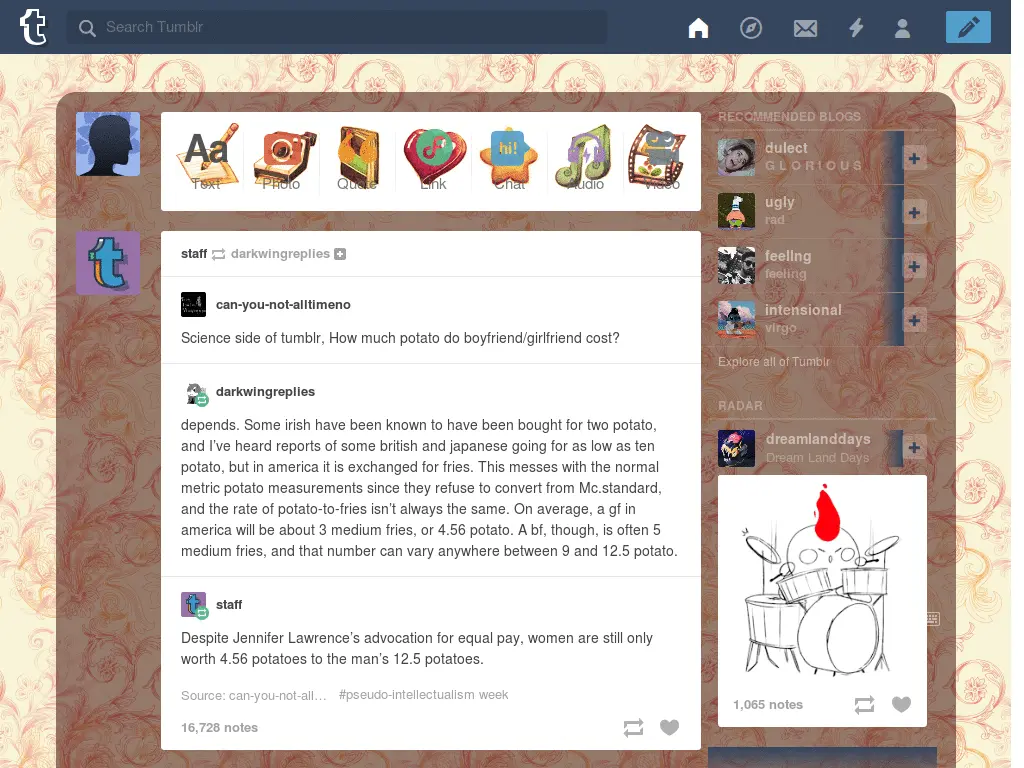 Search Tumblr
Aa
hi!
Text Photo Quote Link Chat Audio Video
staff darkwingreplies
can-you-not-alltimeno
Science side of tumblr, How much potato do boyfriend/girlfriend cost?
darkwingreplies
depends. Some irish have been known to have been bought for two potato,
and I've heard reports of some british and japanese going for as low as ten
potato, but in america it is exchanged for fries. This messes with the normal
metric potato measurements since they refuse to convert from Mc.standard,
and the rate of potato-to-fries isn't always the same. On average, a gf in
america will be about 3 medium fries, or 4.56 potato. A bf, though, is often 5
medium fries, and that number can vary anywhere between 9 and 12.5 potato.
staff
Despite Jennifer Lawrence's advocation for equal pay, women are still only
worth 4.56 potatoes to the man's 12.5 potatoes.
Source: can-you-not-all… #pseudo-intellectualism week
16,728 notes
RECOMMENDED BLOGS
dulect
G L O R I O U S
ugly
rad
feellng
feeling
intensional
virgo
Explore all of Tumblr
RADAR
dreamlanddays
Dream Land Days
1,065 notes